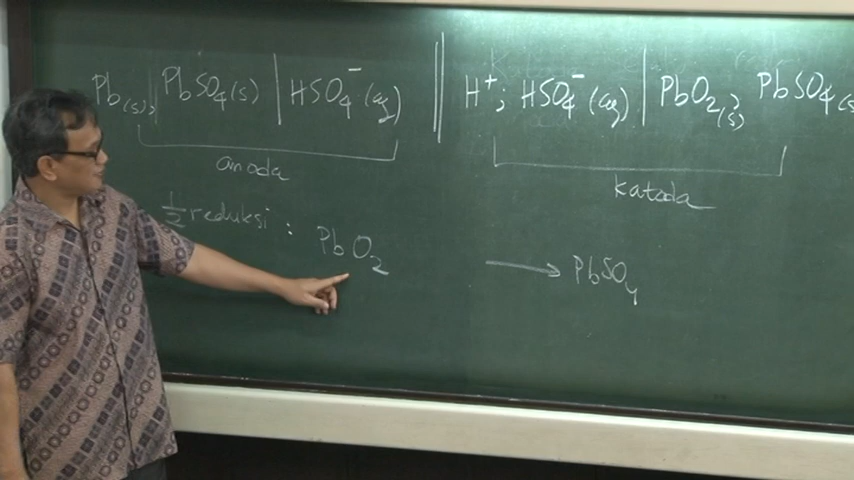 Pb(s); PbSO4(s) | HSO4⁻(aq) || H⁺; HSO4⁻(aq) | PbO2(s); PbSO4(s
anoda katoda
½ reduksi : PbO2 → PbSO4